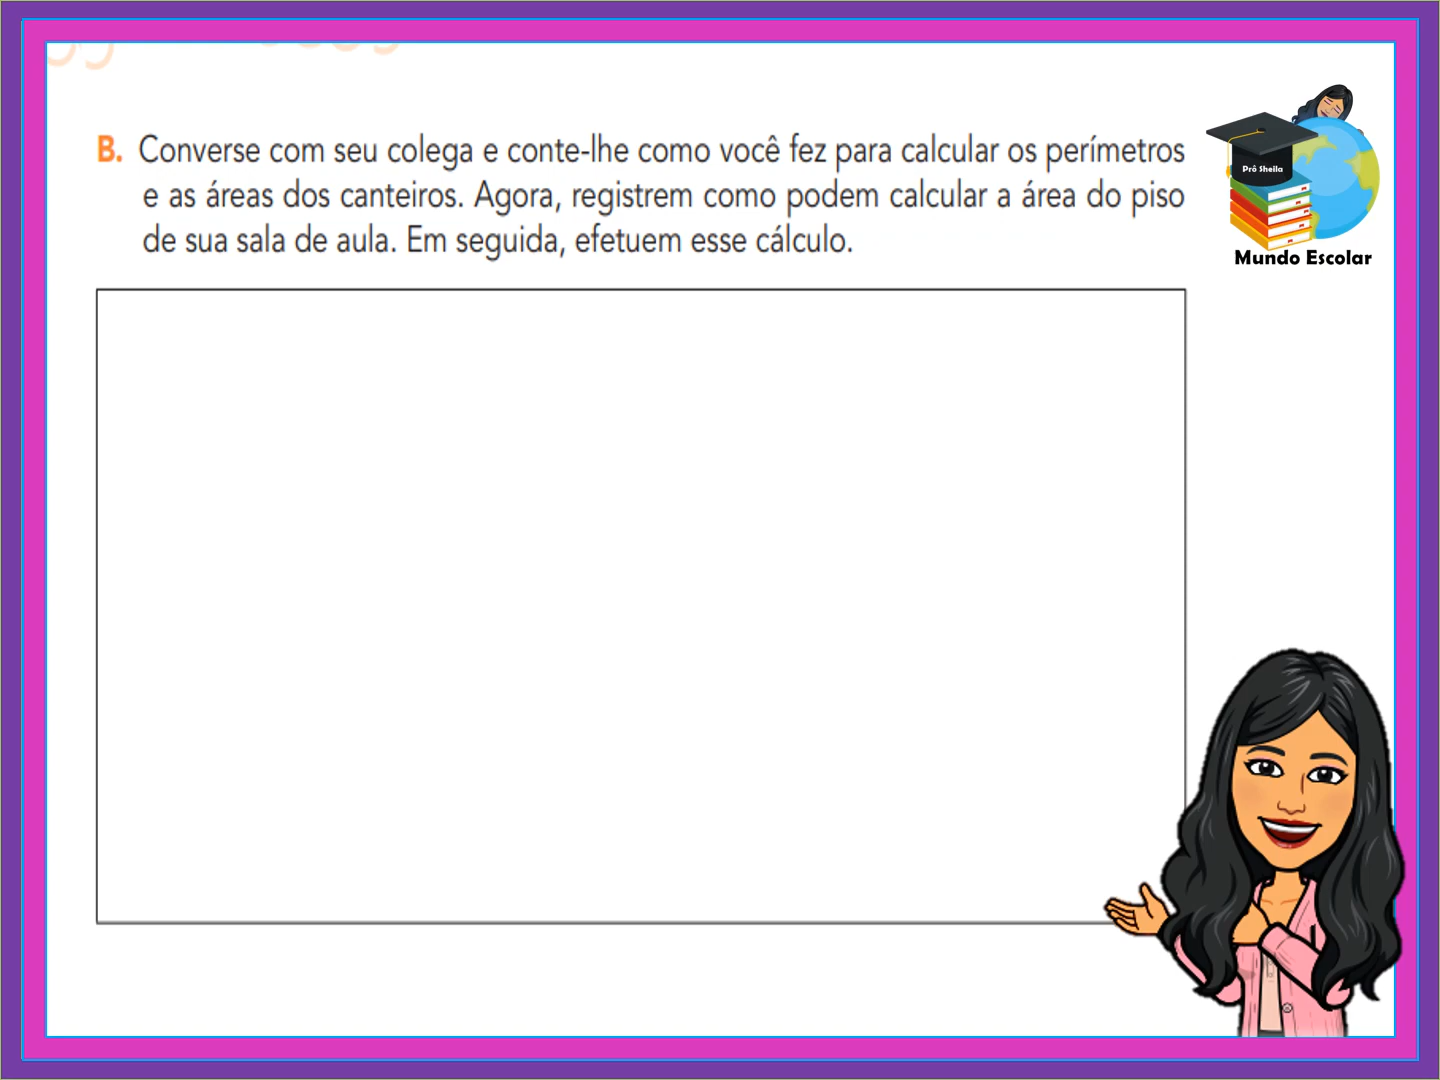 B. Converse com seu colega e conte-lhe como você fez para calcular os perímetros
e as áreas dos canteiros. Agora, registrem como podem calcular a área do piso
de sua sala de aula. Em seguida, efetuem esse cálculo.
Prô Sheila
Mundo Escolar